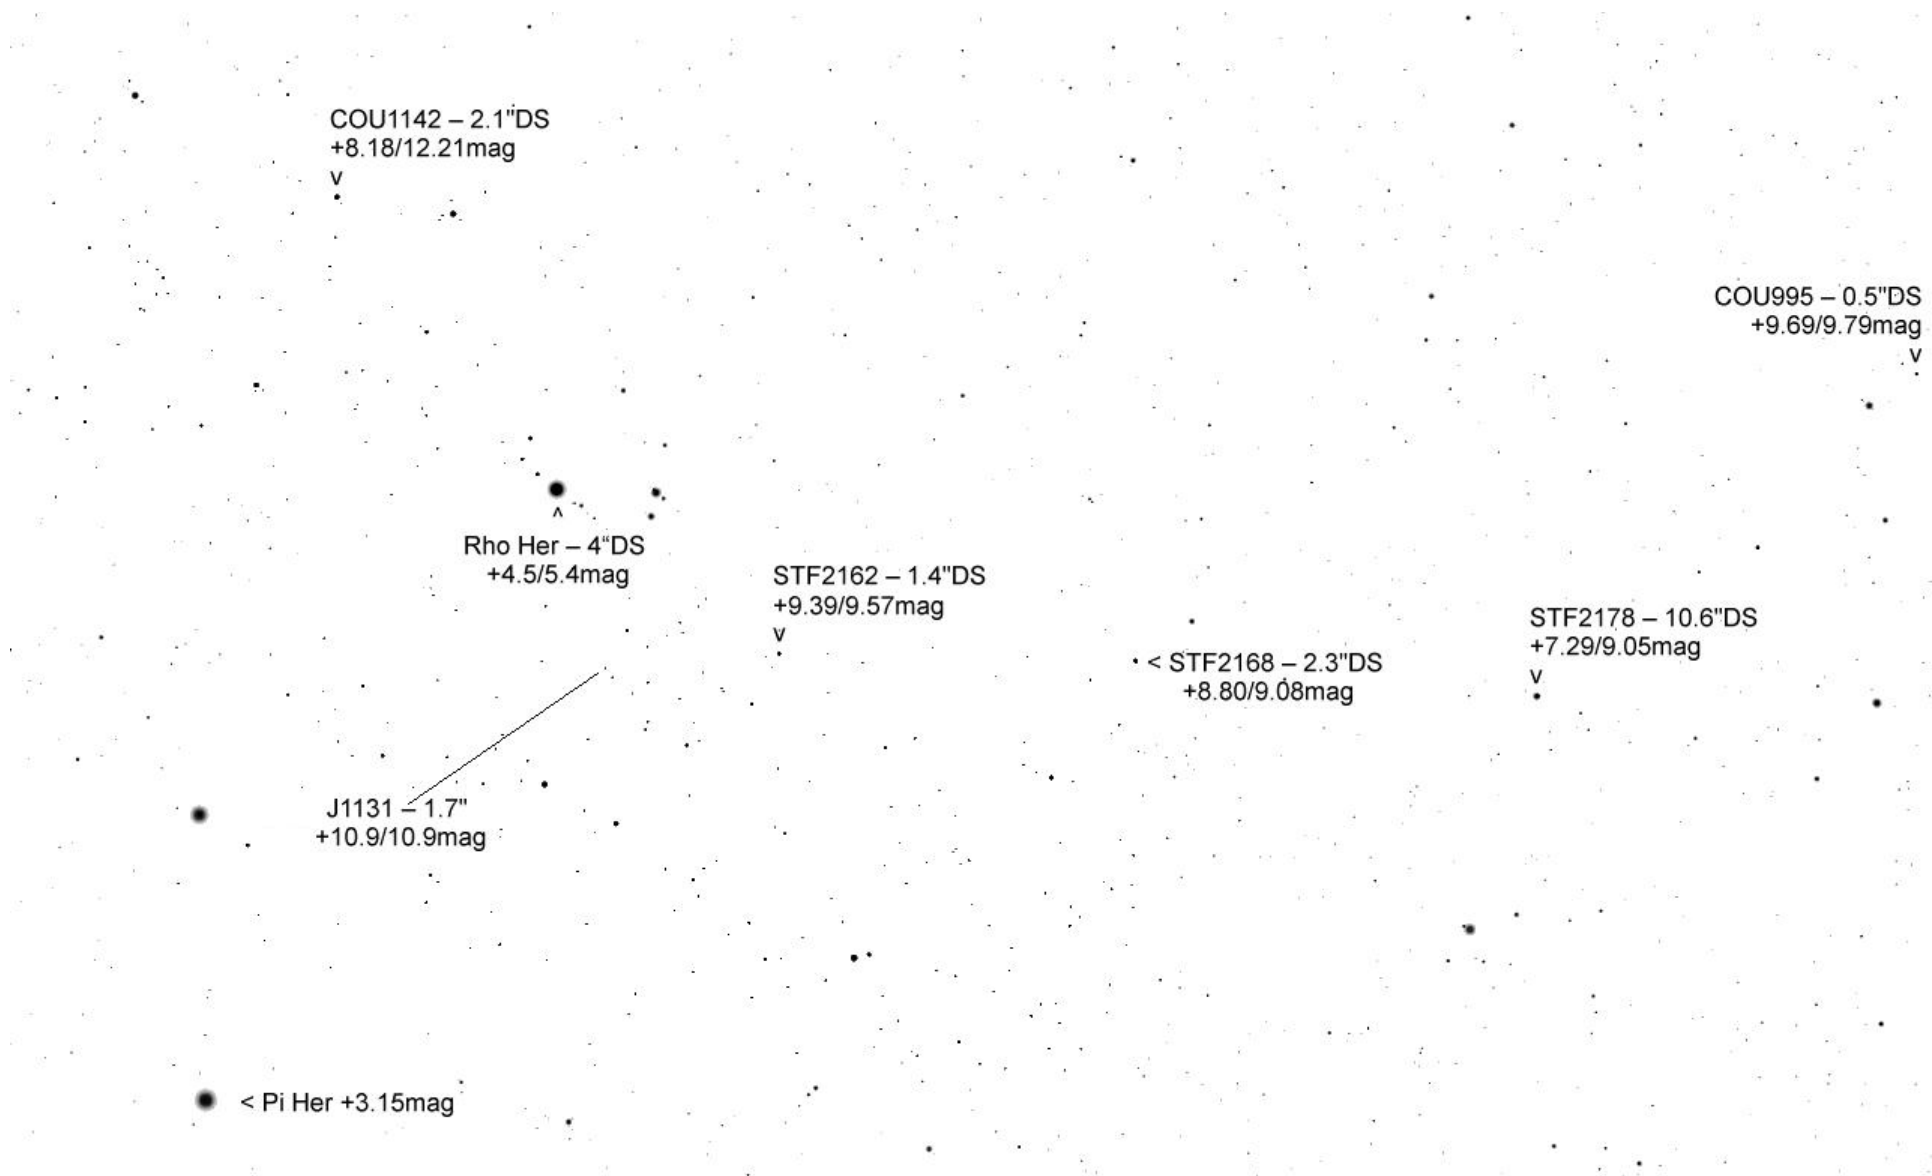 COU1142 – 2.1"DS
+8.18/12.21mag
v
COU995 – 0.5"DS
+9.69/9.79mag
v
^
Rho Her – 4“DS
+4.5/5.4mag
STF2162 – 1.4"DS
+9.39/9.57mag
v
STF2178 – 10.6"DS
+7.29/9.05mag
v
< STF2168 – 2.3"DS
+8.80/9.08mag
J1131 – 1.7"
+10.9/10.9mag
< Pi Her +3.15mag